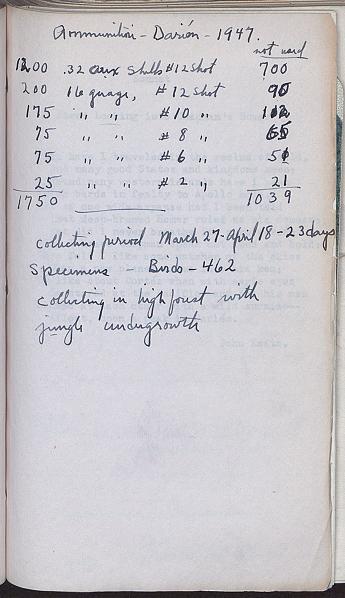 Ammunition - Darién - 1947.
not used
1200 .32 aux shells #12 shot 700
200 16 guage, #12 shot 90
175 " " #10 " 112
75 " " #8 " 65
75 " " #6 " 51
25 " " # " 21
1750 1039
collecting period March 27-April 18-23 days
Specimens - Birds - 462
collecting in high forest with
jungle undergrowth